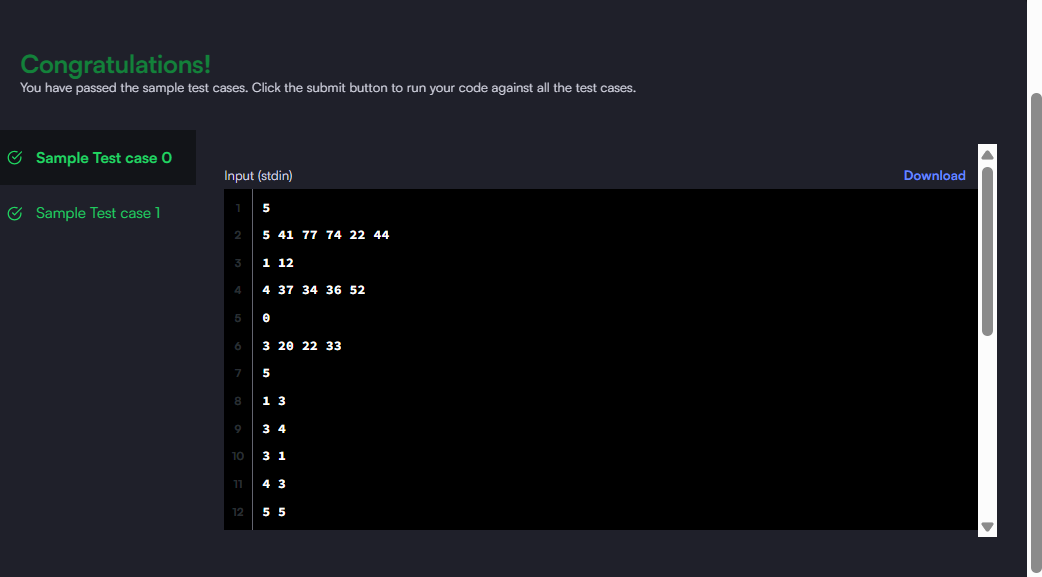 Congratulations!
You have passed the sample test cases. Click the submit button to run your code against all the test cases.
Sample Test case 0
Sample Test case 1
Input (stdin)
Download
1 5
2 5 41 77 74 22 44
3 1 12
4 4 37 34 36 52
5 0
6 3 20 22 33
7 5
8 1 3
9 3 4
10 3 1
11 4 3
12 5 5